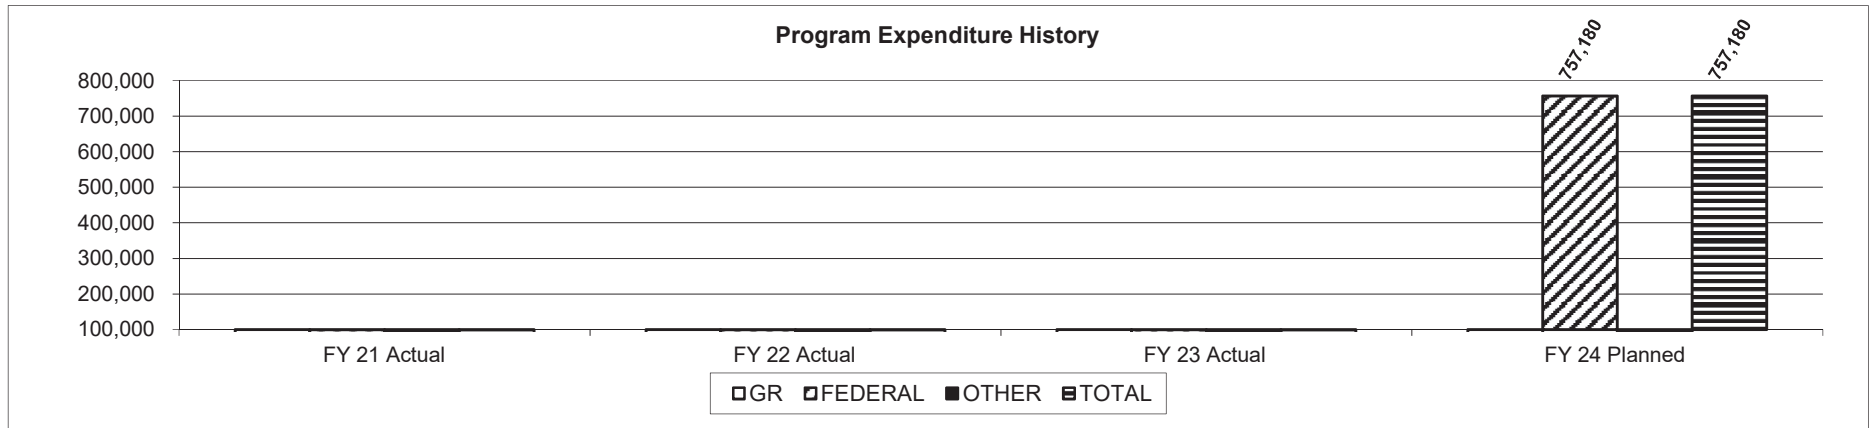 Program Expenditure History
757,180
757,180
800,000
700,000
600,000
500,000
400,000
300,000
200,000
100,000
FY 21 Actual
FY 22 Actual
FY 23 Actual
FY 24 Planned
GR FEDERAL OTHER TOTAL